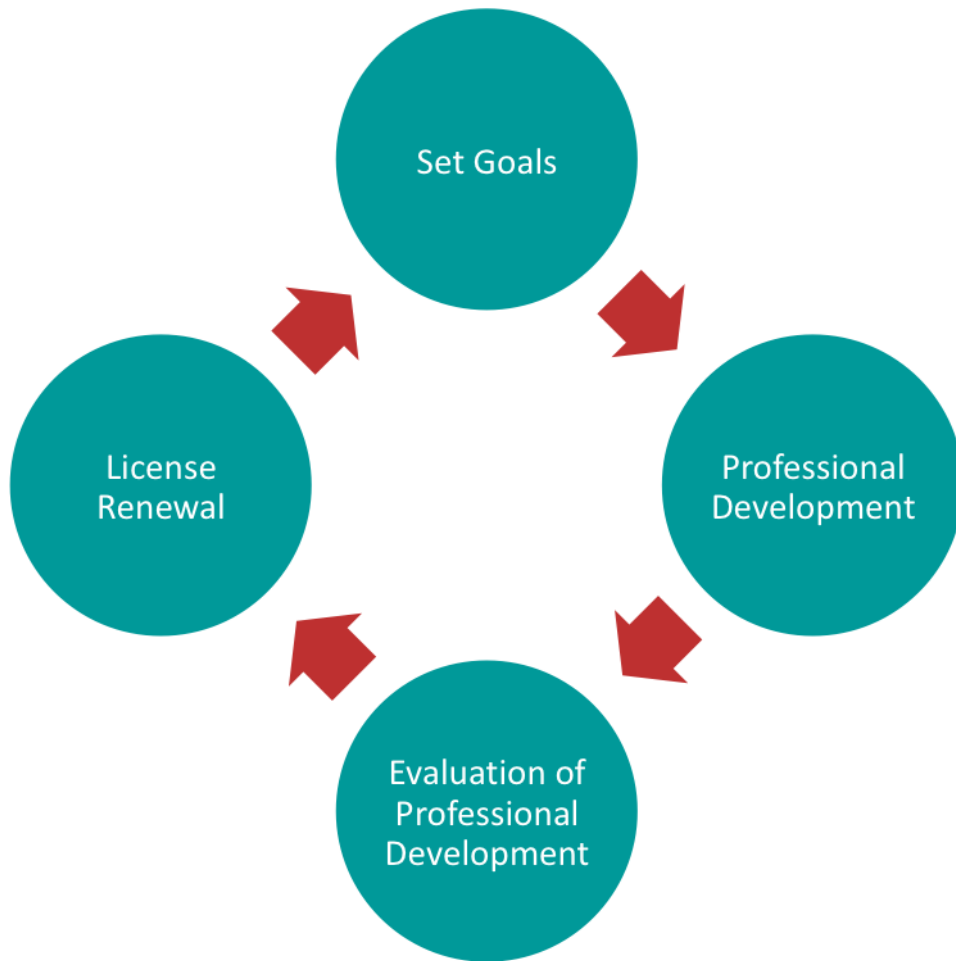 Set Goals
Professional
Development
Evaluation of
Professional
Development
License
Renewal